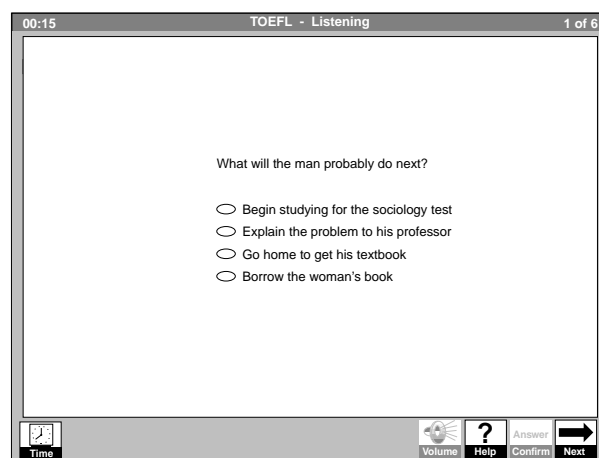 00:15 TOEFL - Listening 1 of 6
What will the man probably do next?
Begin studying for the sociology test
Explain the problem to his professor
Go home to get his textbook
Borrow the woman's book
Time Volume ? Help Answer Confirm Next